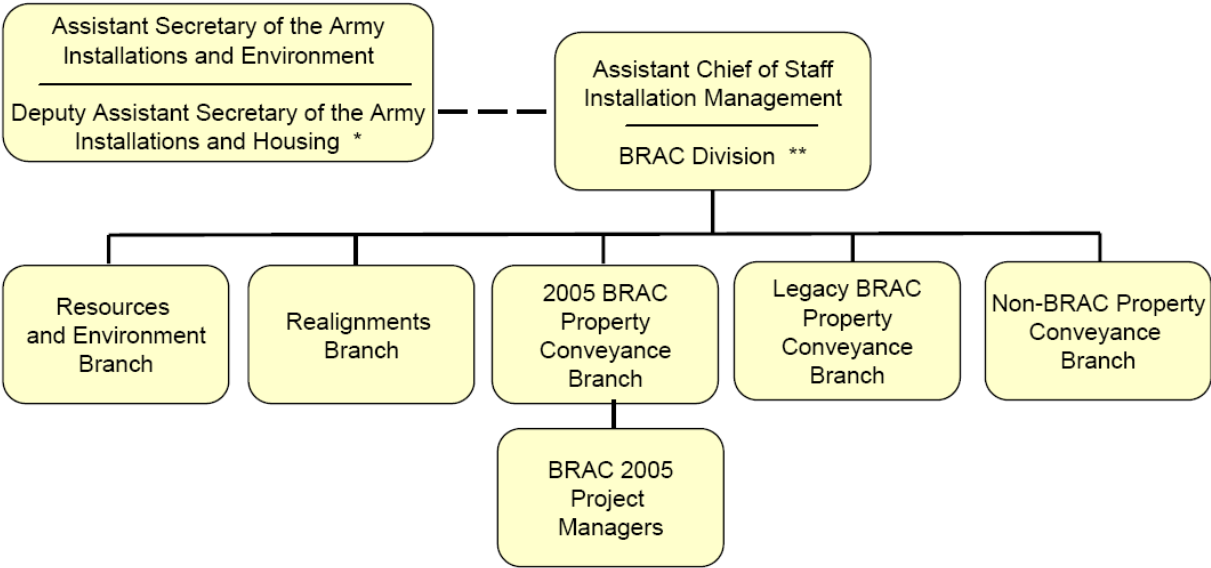 Assistant Secretary of the Army
Installations and Environment
Deputy Assistant Secretary of the Army
Installations and Housing *
Assistant Chief of Staff
Installation Management
BRAC Division **
Resources
and Environment
Branch
Realignments
Branch
2005 BRAC
Property
Conveyance
Branch
Legacy BRAC
Property
Conveyance
Branch
Non-BRAC Property
Conveyance
Branch
BRAC 2005
Project
Managers